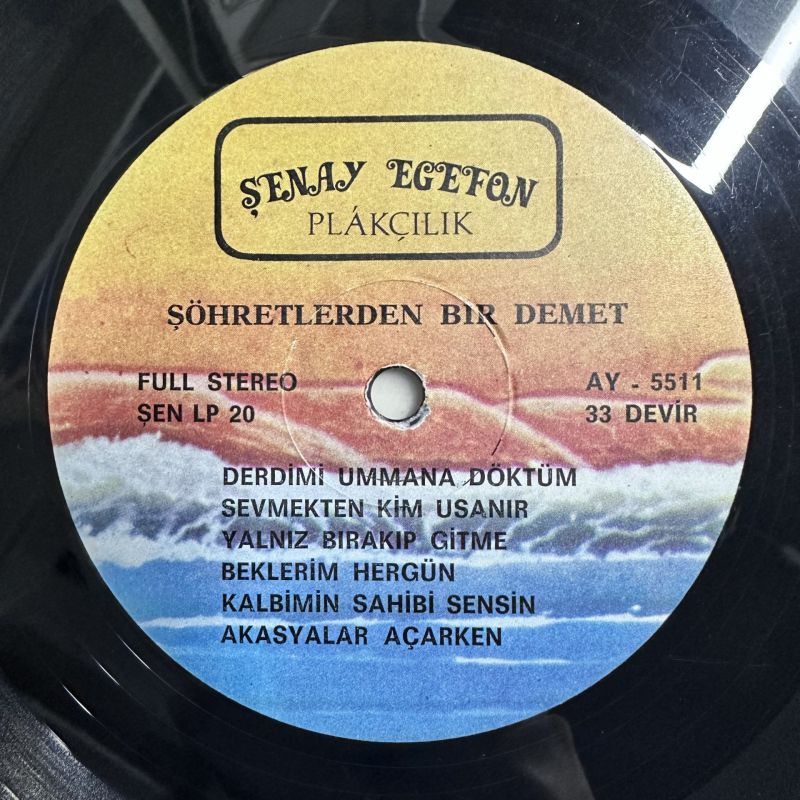 ŞENAY EGEFON
PLÁKÇILIK
ŞÖHRETLERDEN BİR DEMET
FULL STEREO
ŞEN LP 20
AY - 5511
33 DEVİR
DERDİMİ UMMANA DÖKTÜM
SEVMEKTEN KİM USANIR
YALNIZ BIRAKIP GİTME
BEKLERİM HERGÜN
KALBİMİN SAHİBİ SENSİN
AKASYALAR AÇARKEN